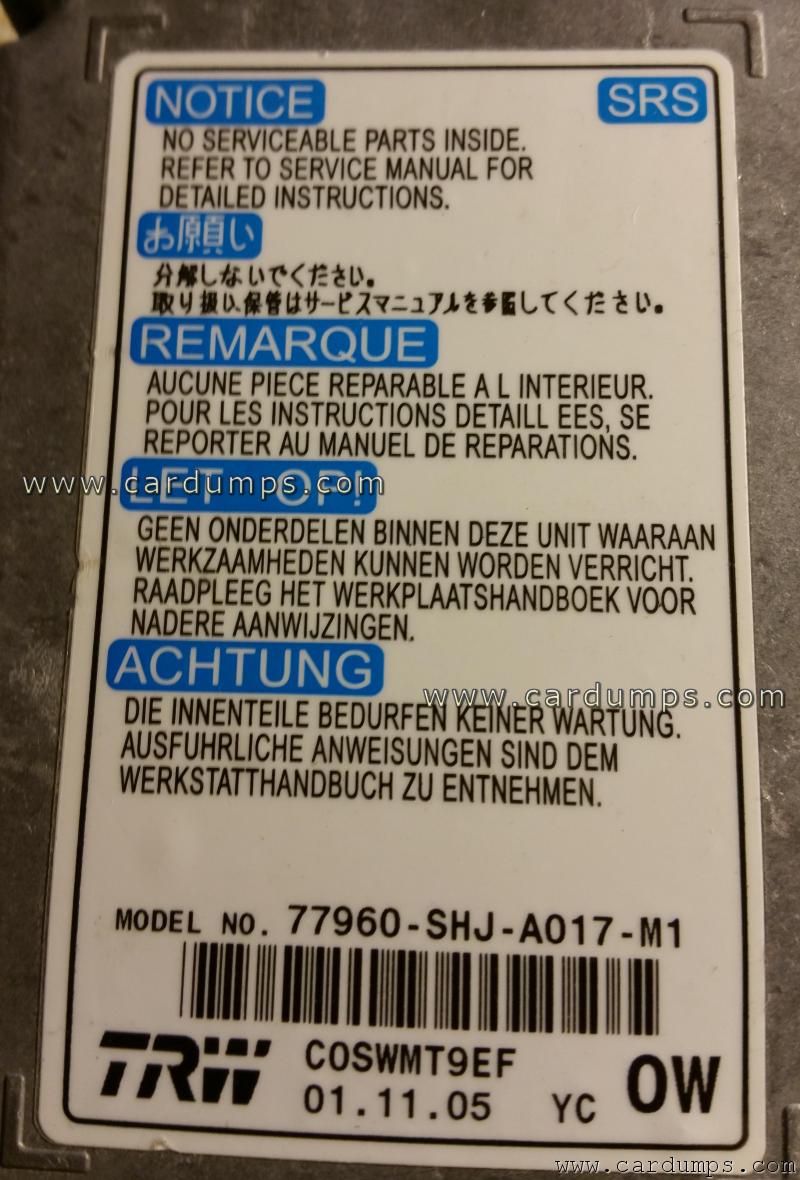 NOTICE SRS
NO SERVICEABLE PARTS INSIDE.
REFER TO SERVICE MANUAL FOR
DETAILED INSTRUCTIONS.
お願い
分解しないでください。
取り扱い、保管はサービスマニュアルを参照してください。
REMARQUE
AUCUNE PIECE REPARABLE A L INTERIEUR.
POUR LES INSTRUCTIONS DETAILL EES, SE
REPORTER AU MANUEL DE REPARATIONS.
www.cardumps.com
LET OP!
GEEN ONDERDELEN BINNEN DEZE UNIT WAARAAN
WERKZAAMHEDEN KUNNEN WORDEN VERRICHT.
RAADPLEEG HET WERKPLAATSHANDBOEK VOOR
NADERE AANWIJZINGEN.
ACHTUNG
www.cardumps.com
DIE INNENTEILE BEDURFEN KEINER WARTUNG.
AUSFUHRLICHE ANWEISUNGEN SIND DEM
WERKSTATTHANDBUCH ZU ENTNEHMEN.
MODEL NO. 77960-SHJ-A017-M1
TRW COSWMT9EF
01.11.05 YC OW
www.cardumps.com